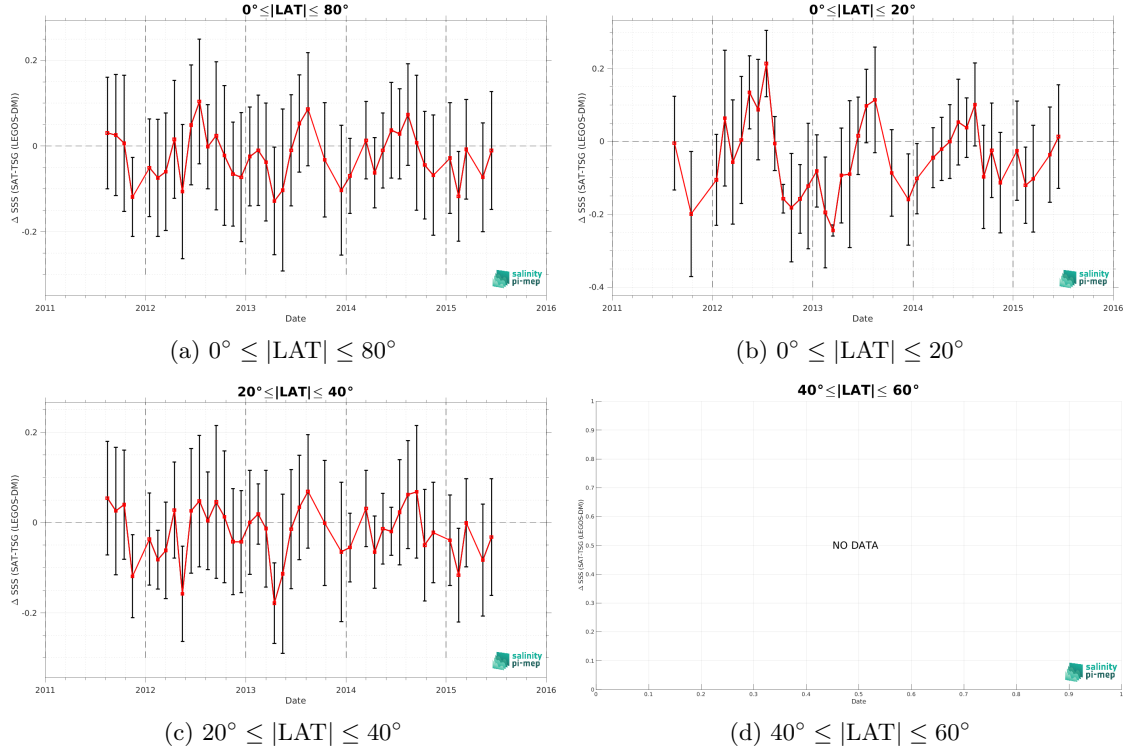 0°≤|LAT|≤ 80°
Δ SSS (SAT-TSG (LEGOS-DM))
0.2
0
-0.2
salinity
pi-mep
2011 2012 2013 2014 2015 2016
Date
(a) 0° ≤ |LAT| ≤ 80°
0°≤|LAT|≤ 20°
Δ SSS (SAT-TSG (LEGOS-DM))
0.2
0
-0.2
-0.4
salinity
pi-mep
2011 2012 2013 2014 2015 2016
Date
(b) 0° ≤ |LAT| ≤ 20°
20°≤|LAT|≤ 40°
Δ SSS (SAT-TSG (LEGOS-DM))
0.2
0
-0.2
salinity
pi-mep
2011 2012 2013 2014 2015 2016
Date
(c) 20° ≤ |LAT| ≤ 40°
40°≤|LAT|≤ 60°
Δ SSS (SAT-TSG (LEGOS-DM))
1
0.9
0.8
0.7
0.6
0.5
0.4
0.3
0.2
0.1
0
NO DATA
salinity
pi-mep
0 0.1 0.2 0.3 0.4 0.5 0.6 0.7 0.8 0.9 1
Date
(d) 40° ≤ |LAT| ≤ 60°